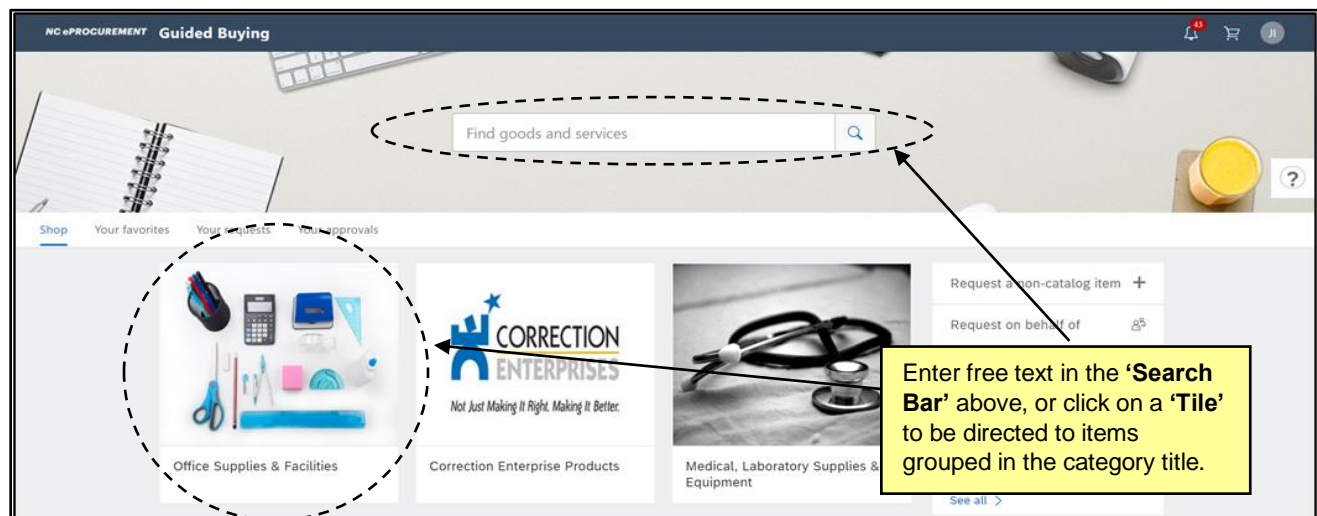 NC ePROCUREMENT Guided Buying
43
JI
Find goods and services
?
Shop Your favorites Your requests Your approvals
Request a non-catalog item +
Request on behalf of
CORRECTION
ENTERPRISES
Not Just Making It Right. Making It Better.
Enter free text in the ‘Search
Bar’ above, or click on a ‘Tile’
to be directed to items
grouped in the category title.
Office Supplies & Facilities
Correction Enterprise Products
Medical, Laboratory Supplies &
Equipment
See all >